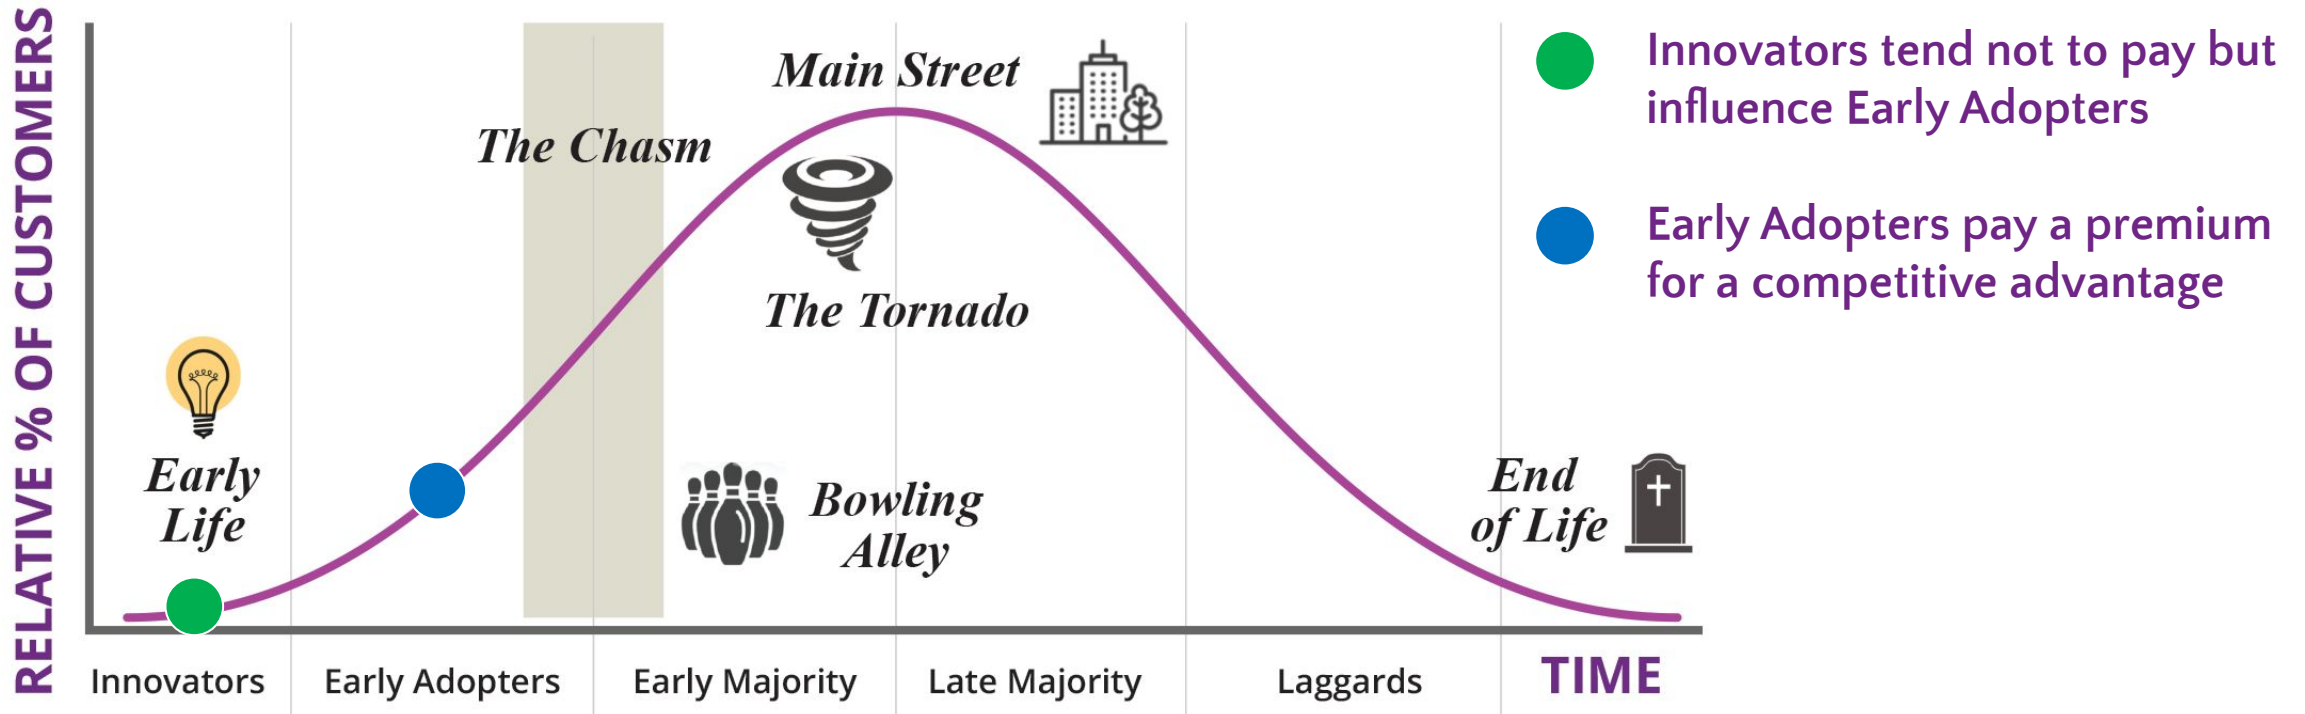 RELATIVE % OF CUSTOMERS
Main Street
The Chasm
The Tornado
Early
Life
Bowling
Alley
End
of Life
Innovators
Early Adopters
Early Majority
Late Majority
Laggards
TIME
Innovators tend not to pay but
influence Early Adopters
Early Adopters pay a premium
for a competitive advantage